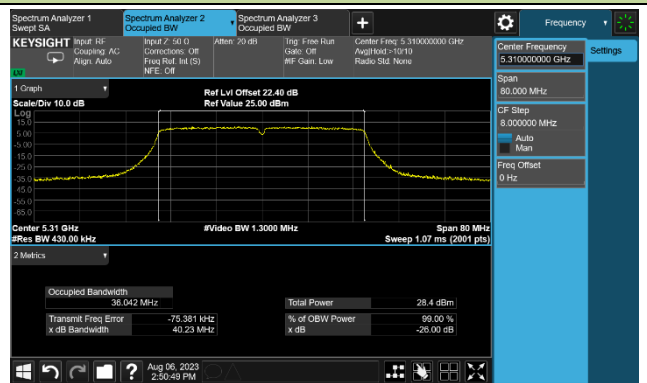 Spectrum Analyzer 1
Swept SA
Spectrum Analyzer 2
Occupied BW
Spectrum Analyzer 3
Occupied BW
Frequency
KEYSIGHT
Input: RF
Coupling: AC
Align: Auto
Input Z: 50 Ω
Corrections: Off
Freq Ref: Int (S)
NFE: Off
Atten: 20 dB
Trig: Free Run
Gate: Off
#IF Gain: Low
Center Freq: 5.310000000 GHz
Avg|Hold:>10/10
Radio Std: None
LXI
Center Frequency
5.310000000 GHz
Settings
Span
80.000 MHz
CF Step
8.000000 MHz
Auto
Man
Freq Offset
0 Hz
1 Graph
Scale/Div 10.0 dB
Ref Lvl Offset 22.40 dB
Ref Value 25.00 dBm
Log
15.0
5.00
-5.00
-15.0
-25.0
-35.0
-45.0
-55.0
-65.0
Center 5.31 GHz
#Res BW 430.00 kHz
#Video BW 1.3000 MHz
Span 80 MHz
Sweep 1.07 ms (2001 pts)
2 Metrics
Occupied Bandwidth
36.042 MHz
Total Power 28.4 dBm
Transmit Freq Error -75.381 kHz
% of OBW Power 99.00 %
x dB Bandwidth 40.23 MHz
x dB -26.00 dB
Aug 06, 2023
2:50:49 PM